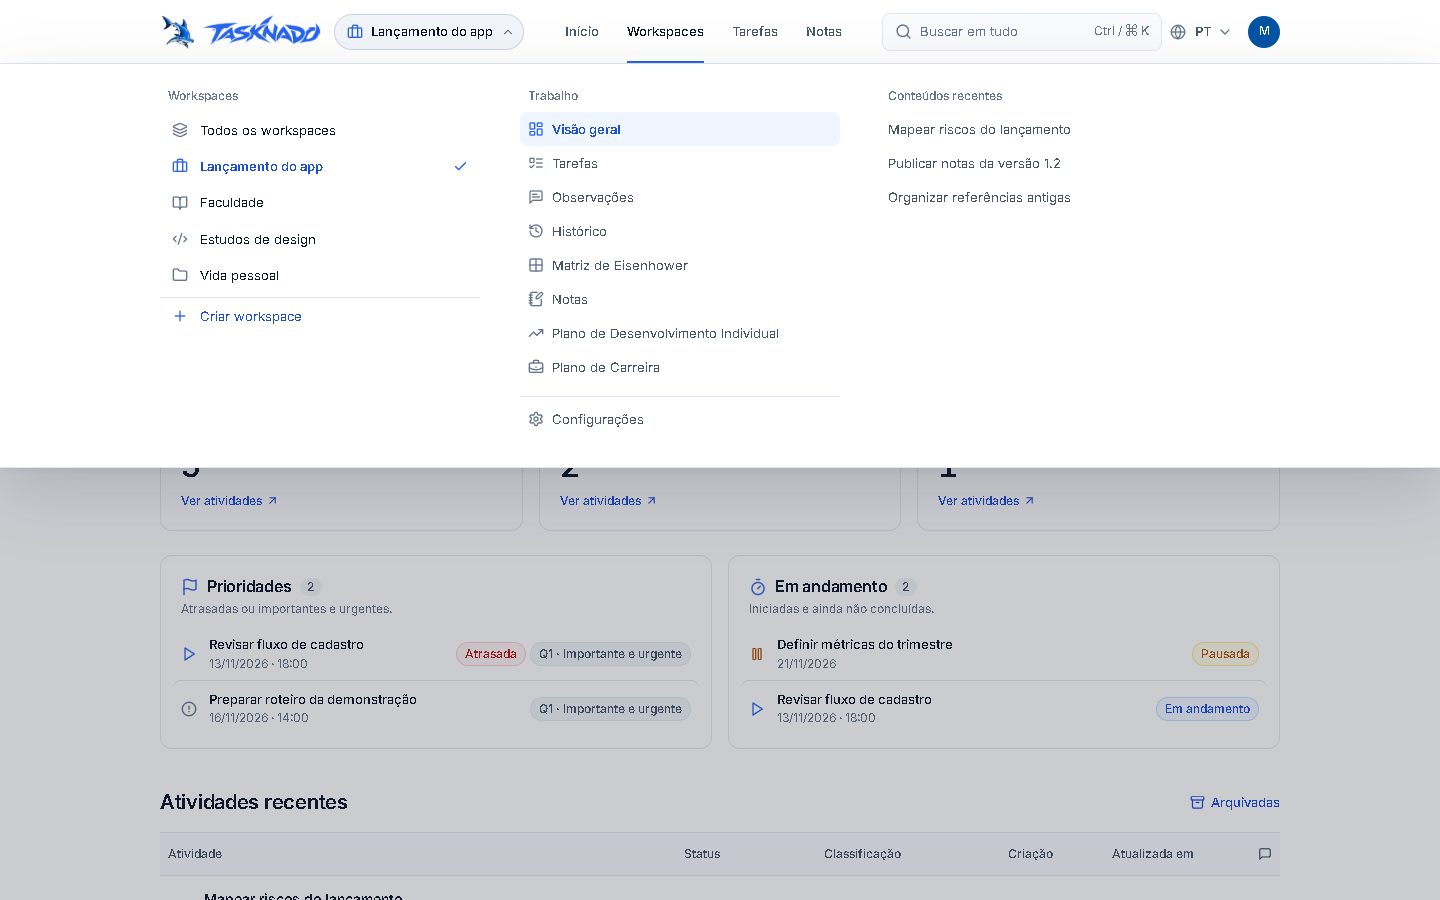 TASKNADO
Lançamento do app
Início
Workspaces
Tarefas
Notas
Buscar em tudo
Ctrl / ⌘ K
PT
M
Workspaces
Todos os workspaces
Lançamento do app
Faculdade
Estudos de design
Vida pessoal
Criar workspace
Trabalho
Visão geral
Tarefas
Observações
Histórico
Matriz de Eisenhower
Notas
Plano de Desenvolvimento Individual
Plano de Carreira
Configurações
Conteúdos recentes
Mapear riscos do lançamento
Publicar notas da versão 1.2
Organizar referências antigas
Ver atividades
Ver atividades
Ver atividades
Prioridades 2
Atrasadas ou importantes e urgentes.
Revisar fluxo de cadastro
13/11/2026 · 18:00
Atrasada
Q1 · Importante e urgente
Preparar roteiro da demonstração
16/11/2026 · 14:00
Q1 · Importante e urgente
Em andamento 2
Iniciadas e ainda não concluídas.
Definir métricas do trimestre
21/11/2026
Pausada
Revisar fluxo de cadastro
13/11/2026 · 18:00
Em andamento
Atividades recentes
Arquivadas
Atividade
Status
Classificação
Criação
Atualizada em
Mapear riscos do lançamento